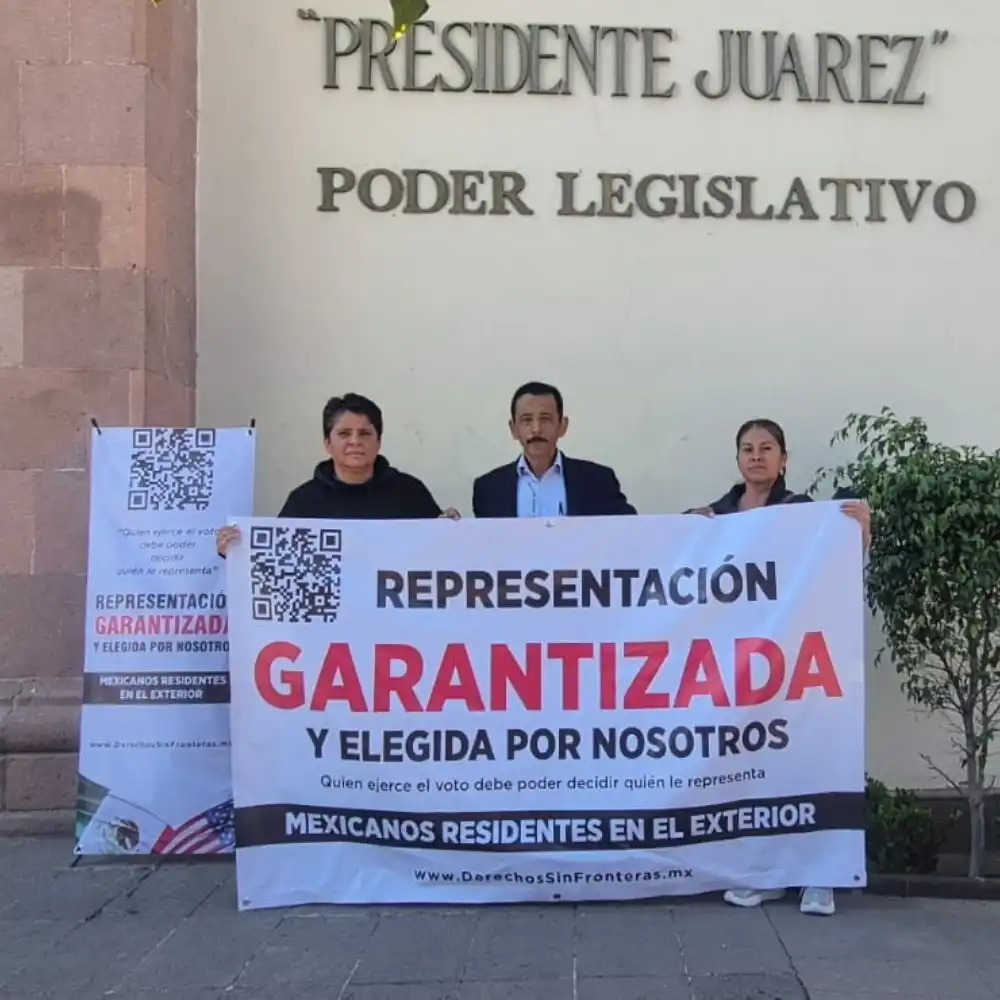 "PRESIDENTE JUAREZ"
PODER LEGISLATIVO
"Quien ejerce el voto
debe poder
decidir
quién le representa"
REPRESENTACIÓ
GARANTIZADA
Y ELEGIDA POR NOSOTRO
MEXICANOS RESIDENTES
EN EL EXTERIOR
www.DerechosSinFronteras.m
REPRESENTACIÓN
GARANTIZADA
Y ELEGIDA POR NOSOTROS
Quien ejerce el voto debe poder decidir quién le representa
MEXICANOS RESIDENTES EN EL EXTERIOR
www.DerechosSinFronteras.mx